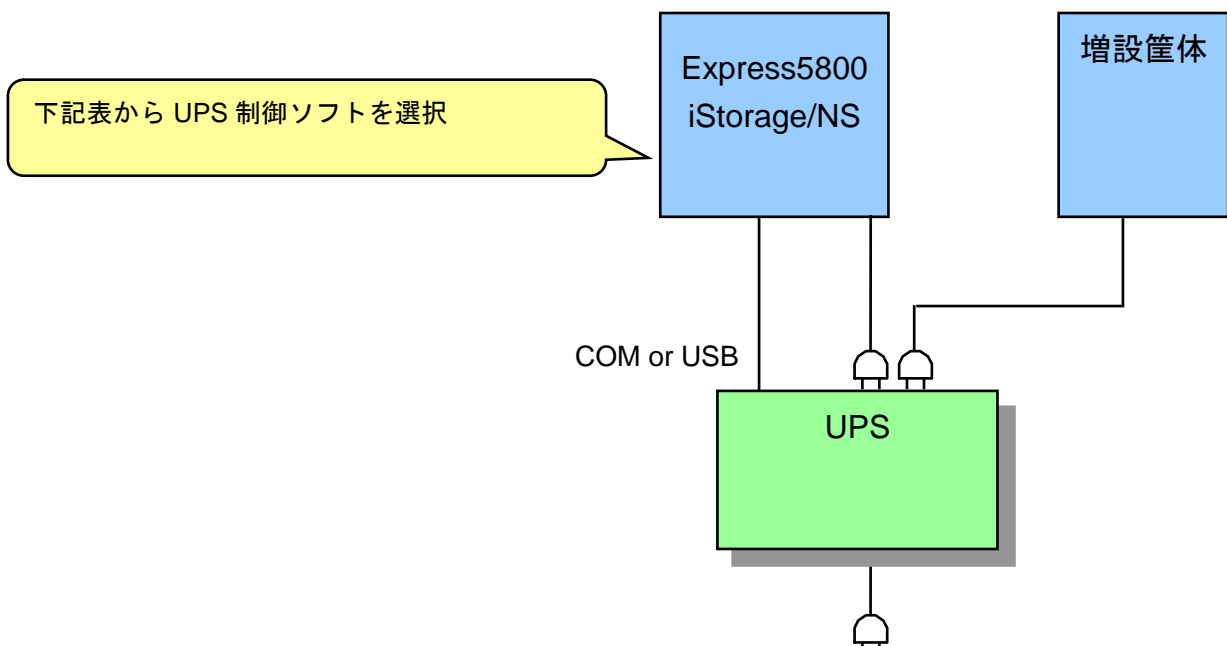 Express5800
iStorage/NS
増設筐体
下記表から UPS 制御ソフトを選択
COM or USB
UPS